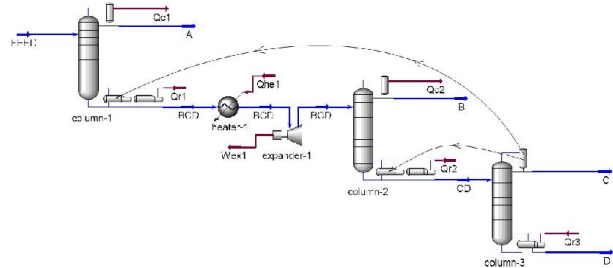 Qc1
FEED
A
Qr1
column-1
BCD
Qhe1
BCD
BCD
heater-1
Wex1
expander-1
Qc2
B
Qr2
column-2
CD
C
Qr3
column-3
D